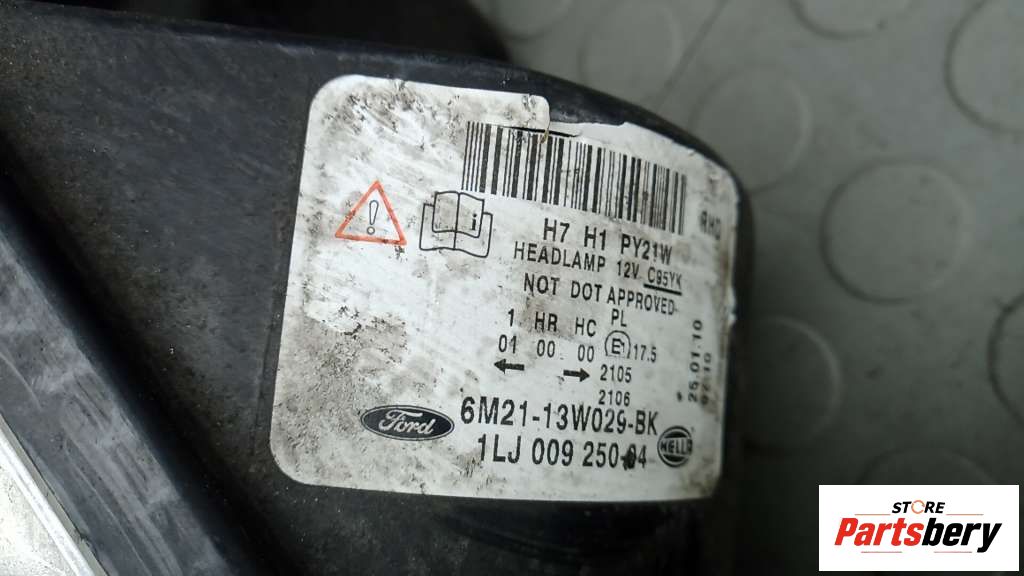 H7 H1 PY21W
HEADLAMP 12V C95YK
NOT DOT APPROVED
1 HR HC PL
01 00 00 E1 17.5
2105
2106
Ford
6M21-13W029-BK
1LJ 009 250-04
HELLA
RHD
25.01.10
STORE
Partsbery